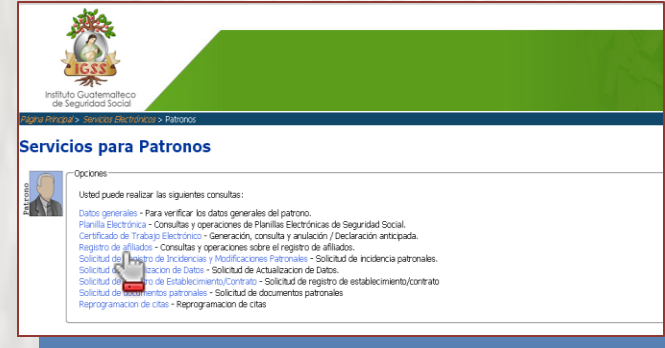 IGSS
Instituto Guatemalteco
de Seguridad Social
Página Principal > Servicios Electrónicos > Patronos
Servicios para Patronos
Patrono
Opciones
Usted puede realizar las siguientes consultas:
Datos generales - Para verificar los datos generales del patrono.
Planilla Electrónica - Consultas y operaciones de Planillas Electrónicas de Seguridad Social.
Certificado de Trabajo Electrónico - Generación, consulta y anulación / Declaración anticipada.
Registro de afiliados - Consultas y operaciones sobre el registro de afiliados.
Solicitud de Registro de Incidencias y Modificaciones Patronales - Solicitud de incidencia patronales.
Solicitud de Actualizacion de Datos - Solicitud de Actualizacion de Datos.
Solicitud de Registro de Establecimiento/Contrato - Solicitud de registro de establecimiento/contrato
Solicitud de documentos patronales - Solicitud de documentos patronales
Reprogramacion de citas - Reprogramacion de citas